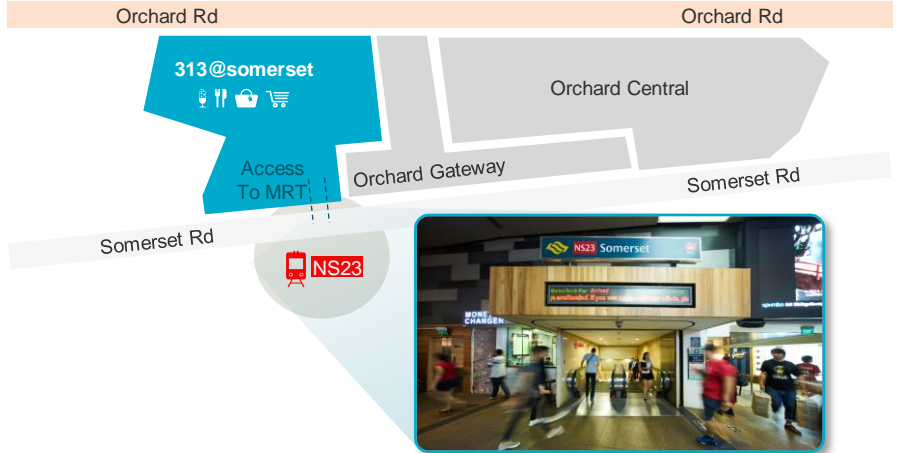 Orchard Rd
Orchard Rd
313@somerset
Orchard Central
Access
To MRT
Orchard Gateway
Somerset Rd
Somerset Rd
NS23
NS23 Somerset
Arrived
MONEY
CHANGER